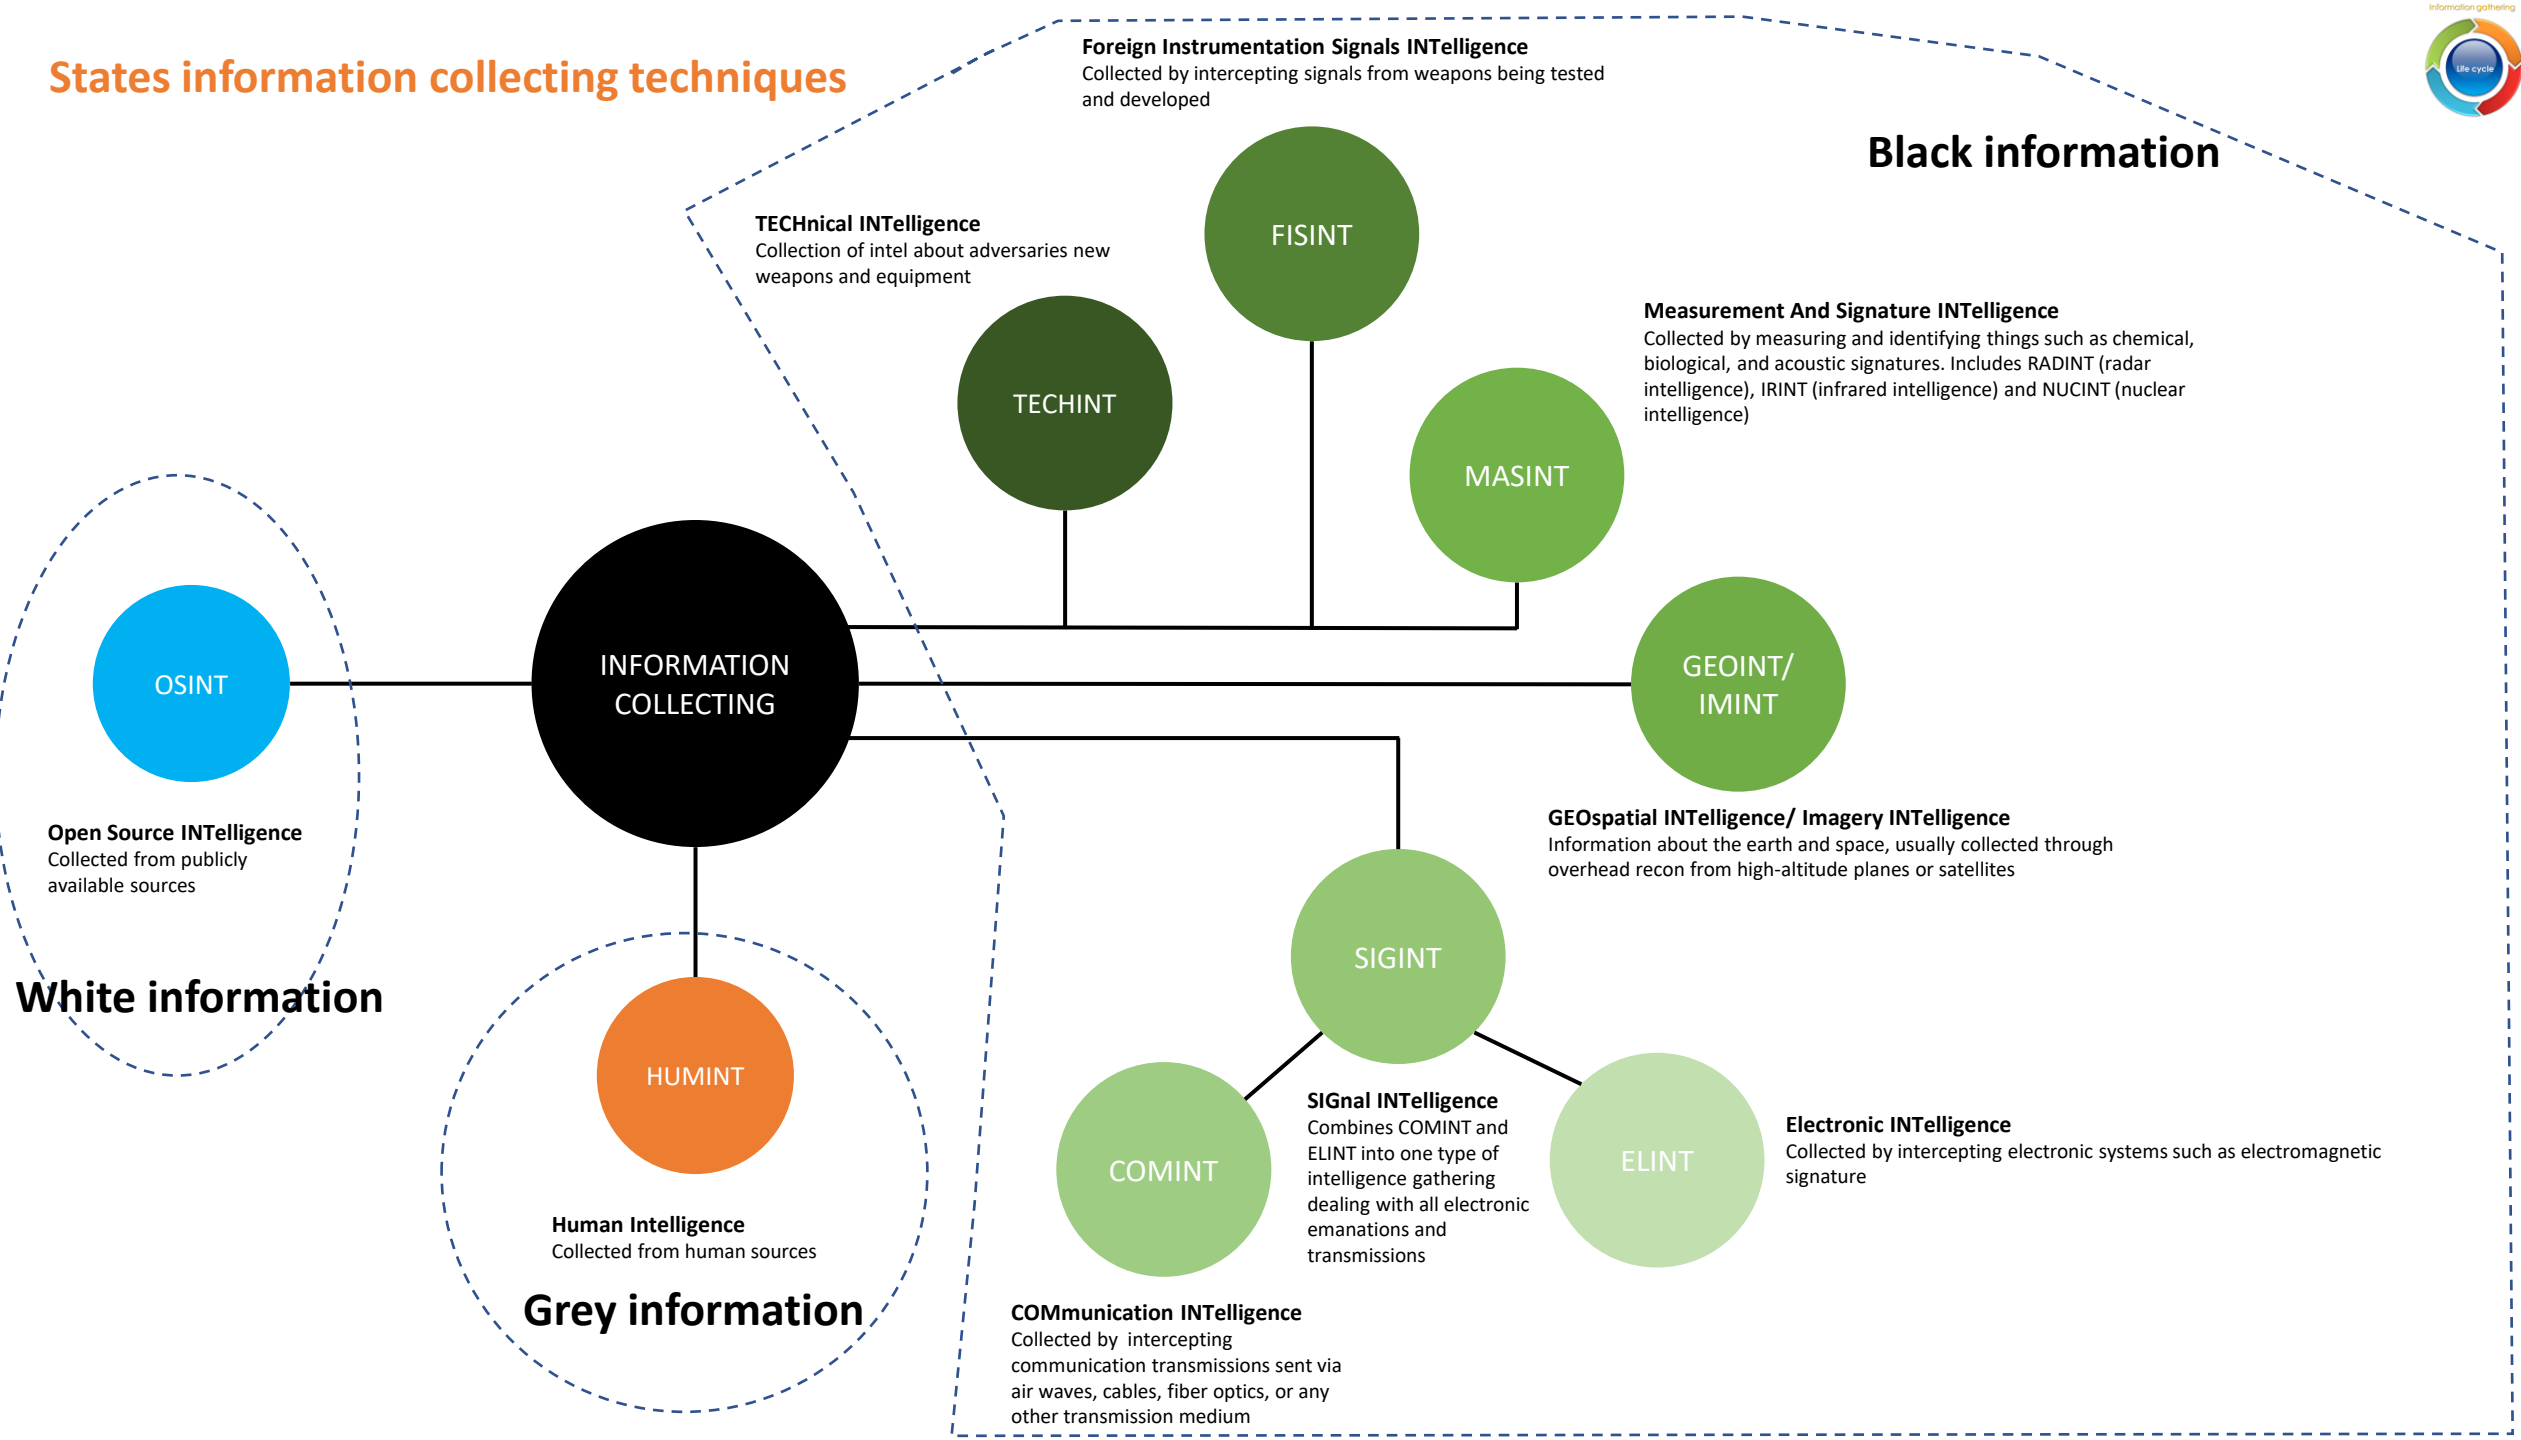 Information gathering
Life cycle
States information collecting techniques
Foreign Instrumentation Signals INTelligence
Collected by intercepting signals from weapons being tested
and developed
Black information
FISINT
TECHnical INTelligence
Collection of intel about adversaries new
weapons and equipment
TECHINT
Measurement And Signature INTelligence
Collected by measuring and identifying things such as chemical,
biological, and acoustic signatures. Includes RADINT (radar
intelligence), IRINT (infrared intelligence) and NUCINT (nuclear
intelligence)
MASINT
OSINT
INFORMATION
COLLECTING
GEOINT/
IMINT
Open Source INTelligence
Collected from publicly
available sources
White information
GEOspatial INTelligence/ Imagery INTelligence
Information about the earth and space, usually collected through
overhead recon from high-altitude planes or satellites
SIGINT
HUMINT
Human Intelligence
Collected from human sources
Grey information
COMINT
SIGnal INTelligence
Combines COMINT and
ELINT into one type of
intelligence gathering
dealing with all electronic
emanations and
transmissions
ELINT
Electronic INTelligence
Collected by intercepting electronic systems such as electromagnetic
signature
COMmunication INTelligence
Collected by  intercepting
communication transmissions sent via
air waves, cables, fiber optics, or any
other transmission medium